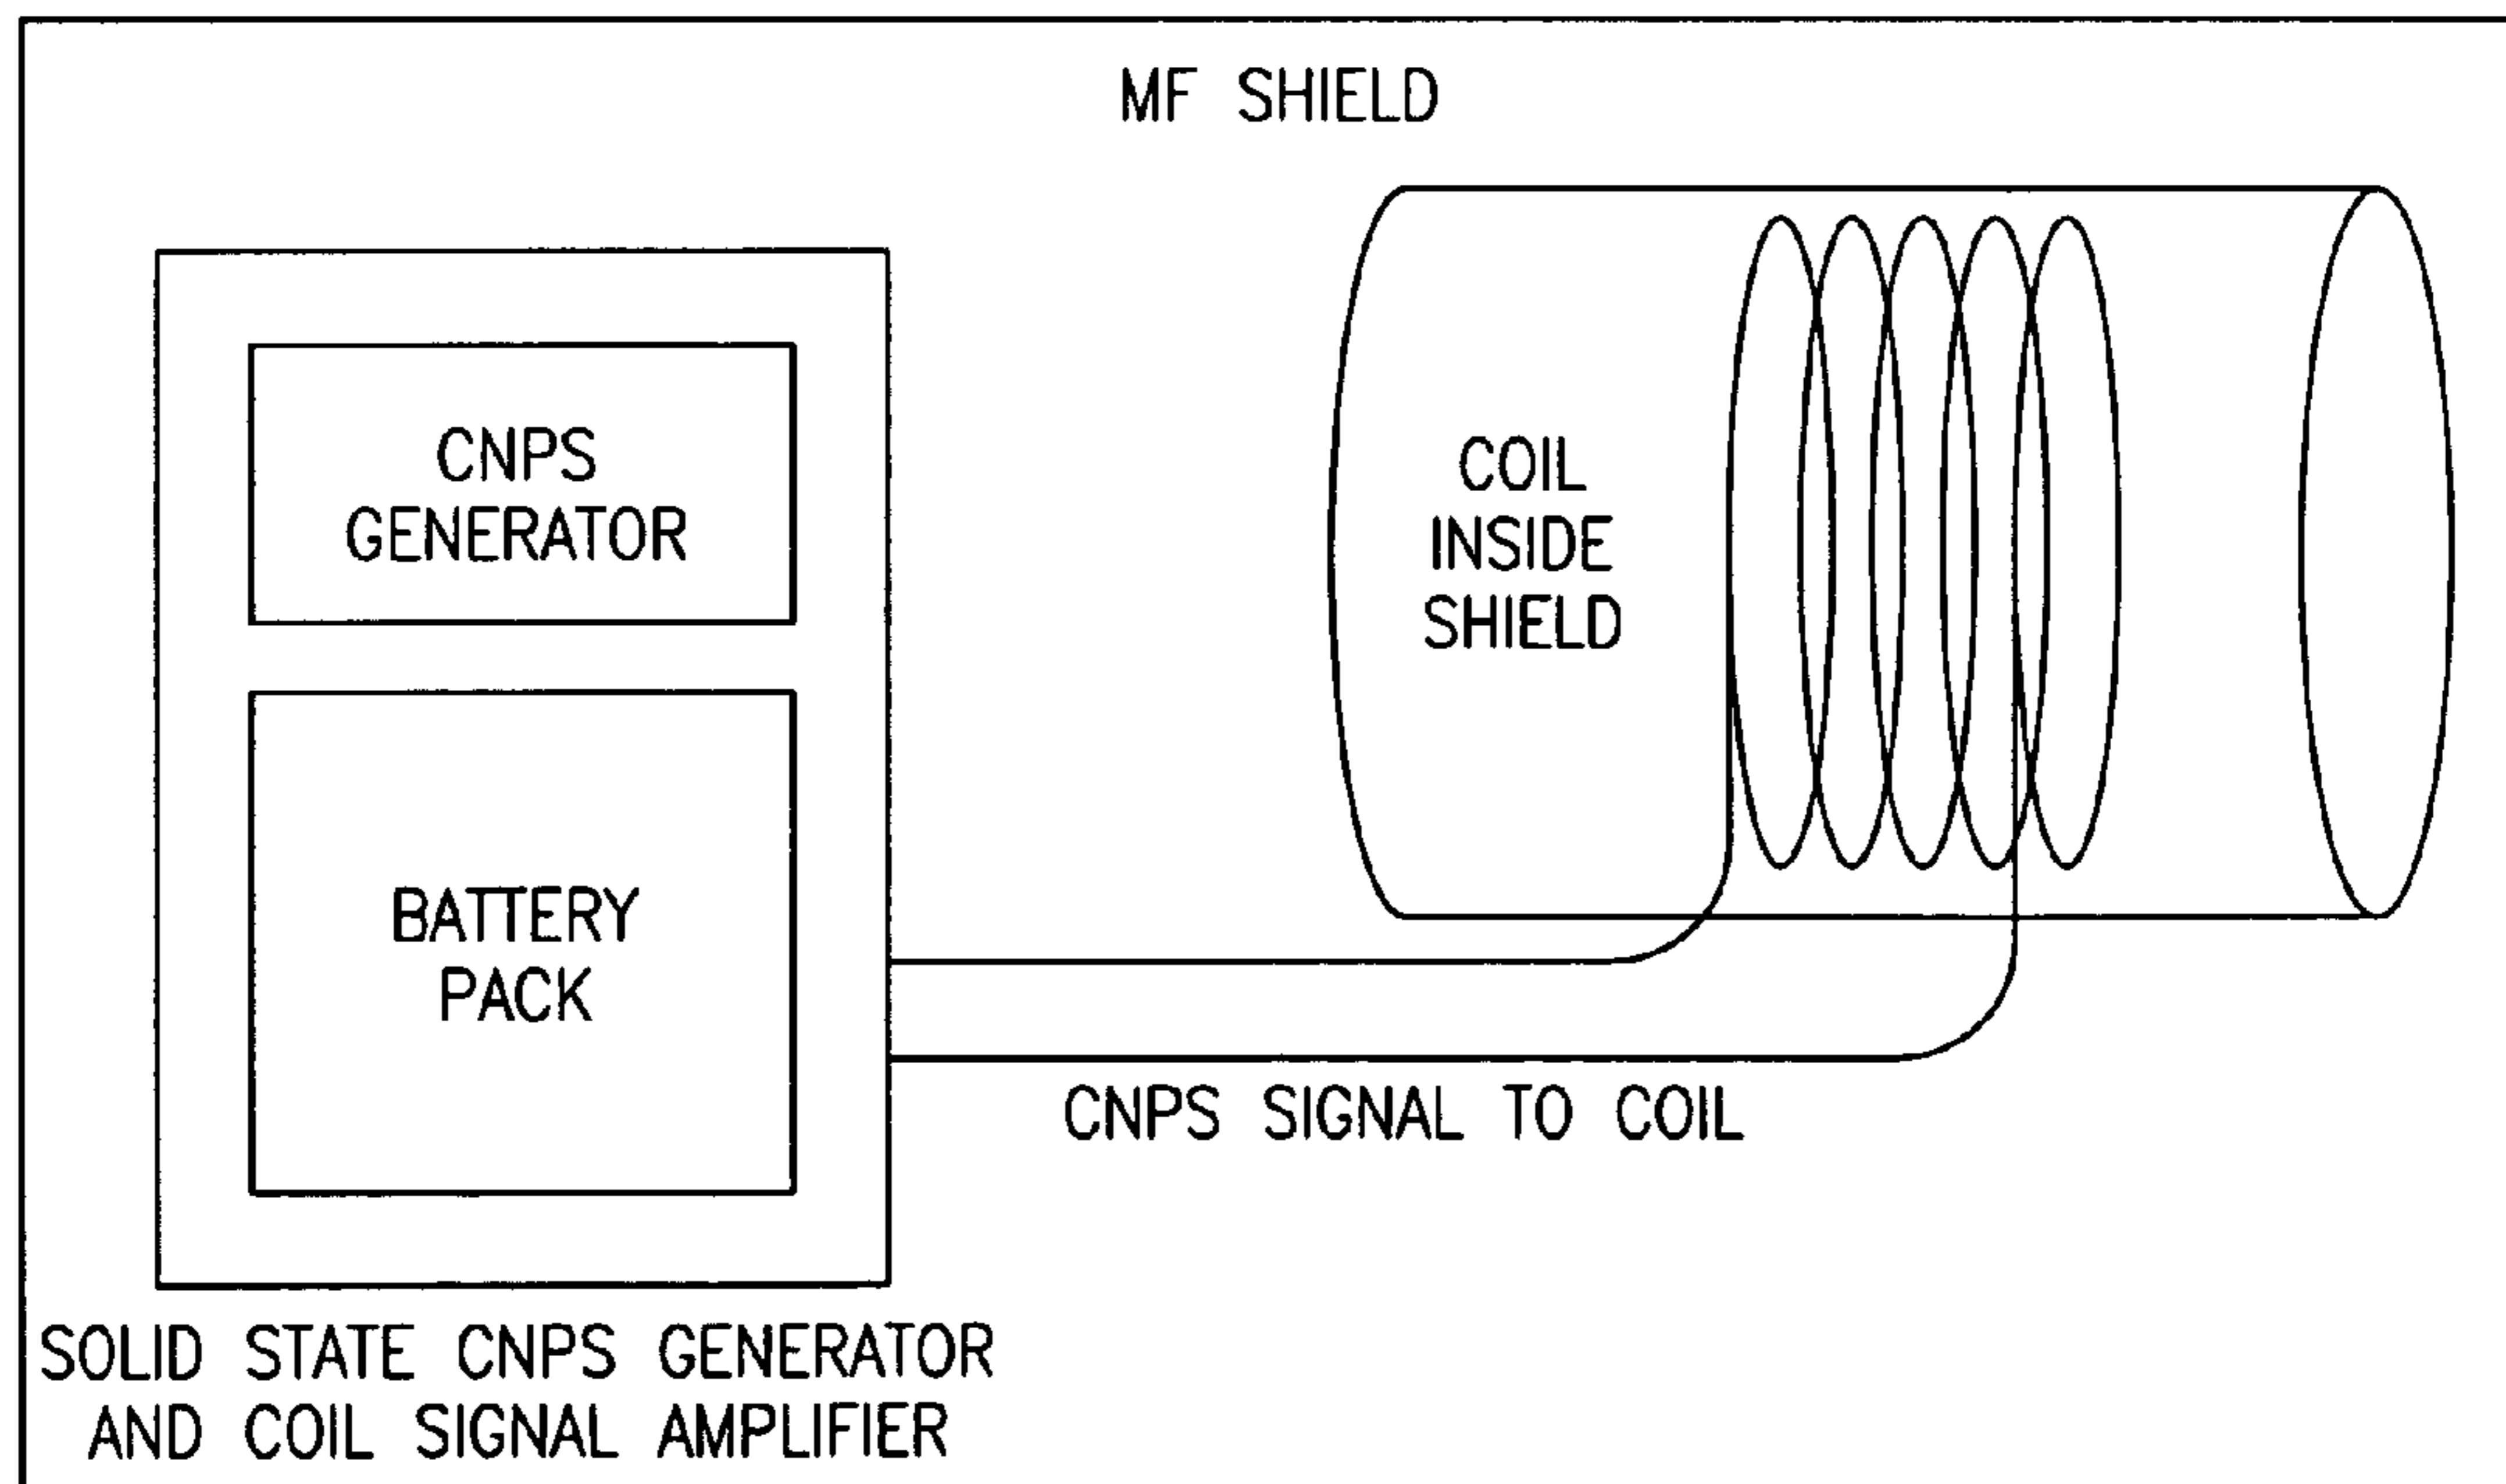 MF SHIELD
CNPS
GENERATOR
BATTERY
PACK
COIL
INSIDE
SHIELD
CNPS SIGNAL TO COIL
SOLID STATE CNPS GENERATOR
AND COIL SIGNAL AMPLIFIER